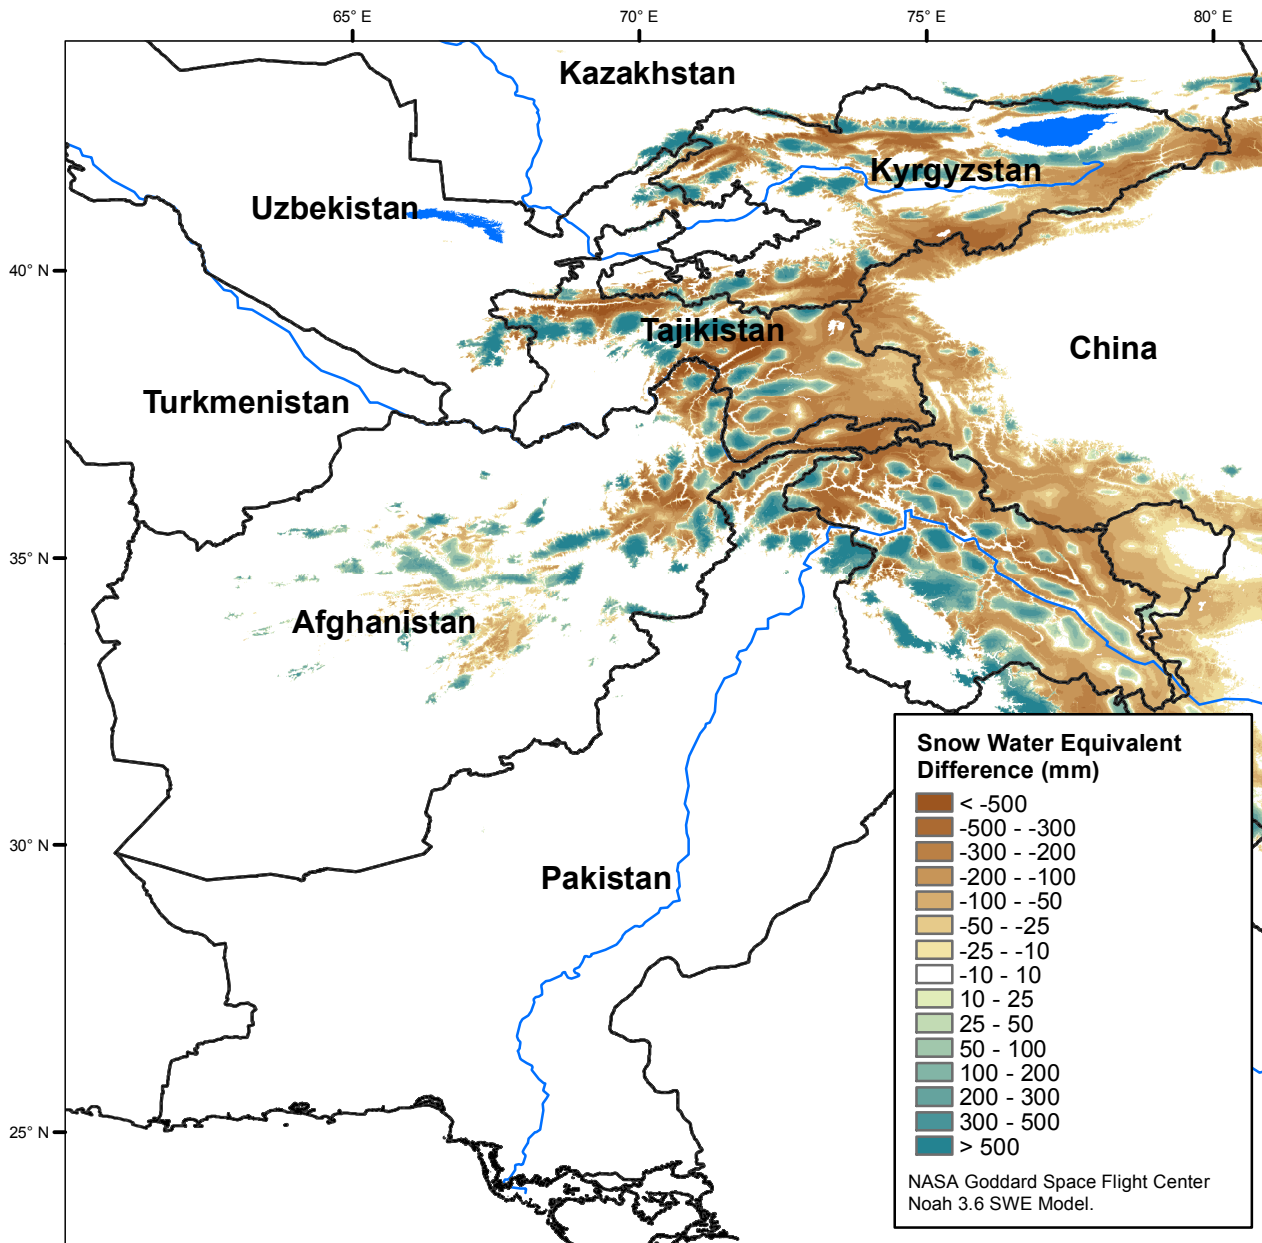 65° E
70° E
75° E
80° E
Kazakhstan
Kyrgyzstan
Uzbekistan
40° N
Tajikistan
China
Turkmenistan
35° N
Afghanistan
30° N
Pakistan
25° N
Snow Water Equivalent
Difference (mm)
< -500
-500 - -300
-300 - -200
-200 - -100
-100 - -50
-50 - -25
-25 - -10
-10 - 10
10 - 25
25 - 50
50 - 100
100 - 200
200 - 300
300 - 500
> 500
NASA Goddard Space Flight Center
Noah 3.6 SWE Model.